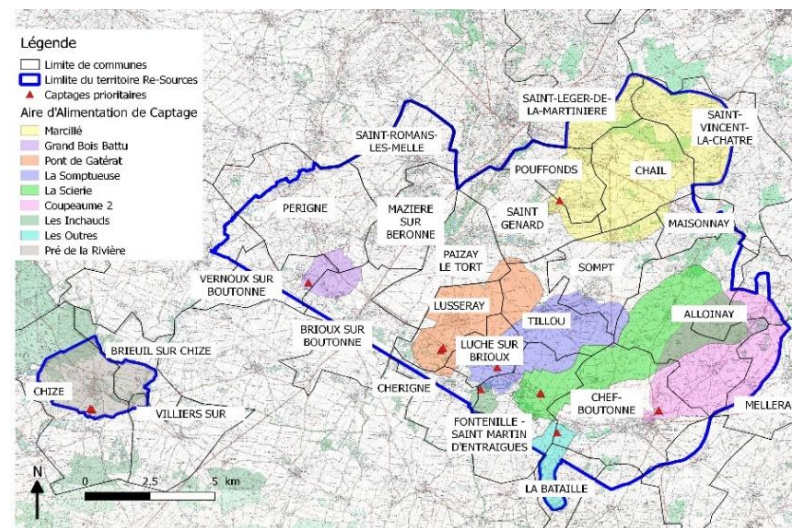 Légende
Limite de communes
Limlite du territoire Re-Sources
Captages prioritaires
Aire d'Alimentation de Captage
Marcillé
Grand Bois Battu
Pont de Gatérat
La Somptueuse
La Scierie
Coupeaume 2
Les Inchauds
Les Outres
Pré de la Rivière
SAINT-LEGER-DE-
LA-MARTINIERE
SAINT-
VINCENT-
LA-CHATRE
SAINT-ROMANS-
LES-MELLE
POUFFONDS
CHAIL
PERIGNE
MAZIERE
SUR
BERONNE
SAINT
GENARD
MAISONNAY
PAIZAY
LE TORT
SOMPT
VERNOUX SUR
BOUTONNE
LUSSERAY
TILLOU
ALLOINAY
BRIOUX SUR
BOUTONNE
LUCHE SUR
BRIOUX
BRIEUIL SUR CHIZE
CHIZE
CHERIGNE
CHEF-
BOUTONNE
MELLERA
VILLIERS SUR
FONTENILLE -
SAINT MARTIN
D'ENTRAIGUES
LA BATAILLE
N
0 2.5 5 km